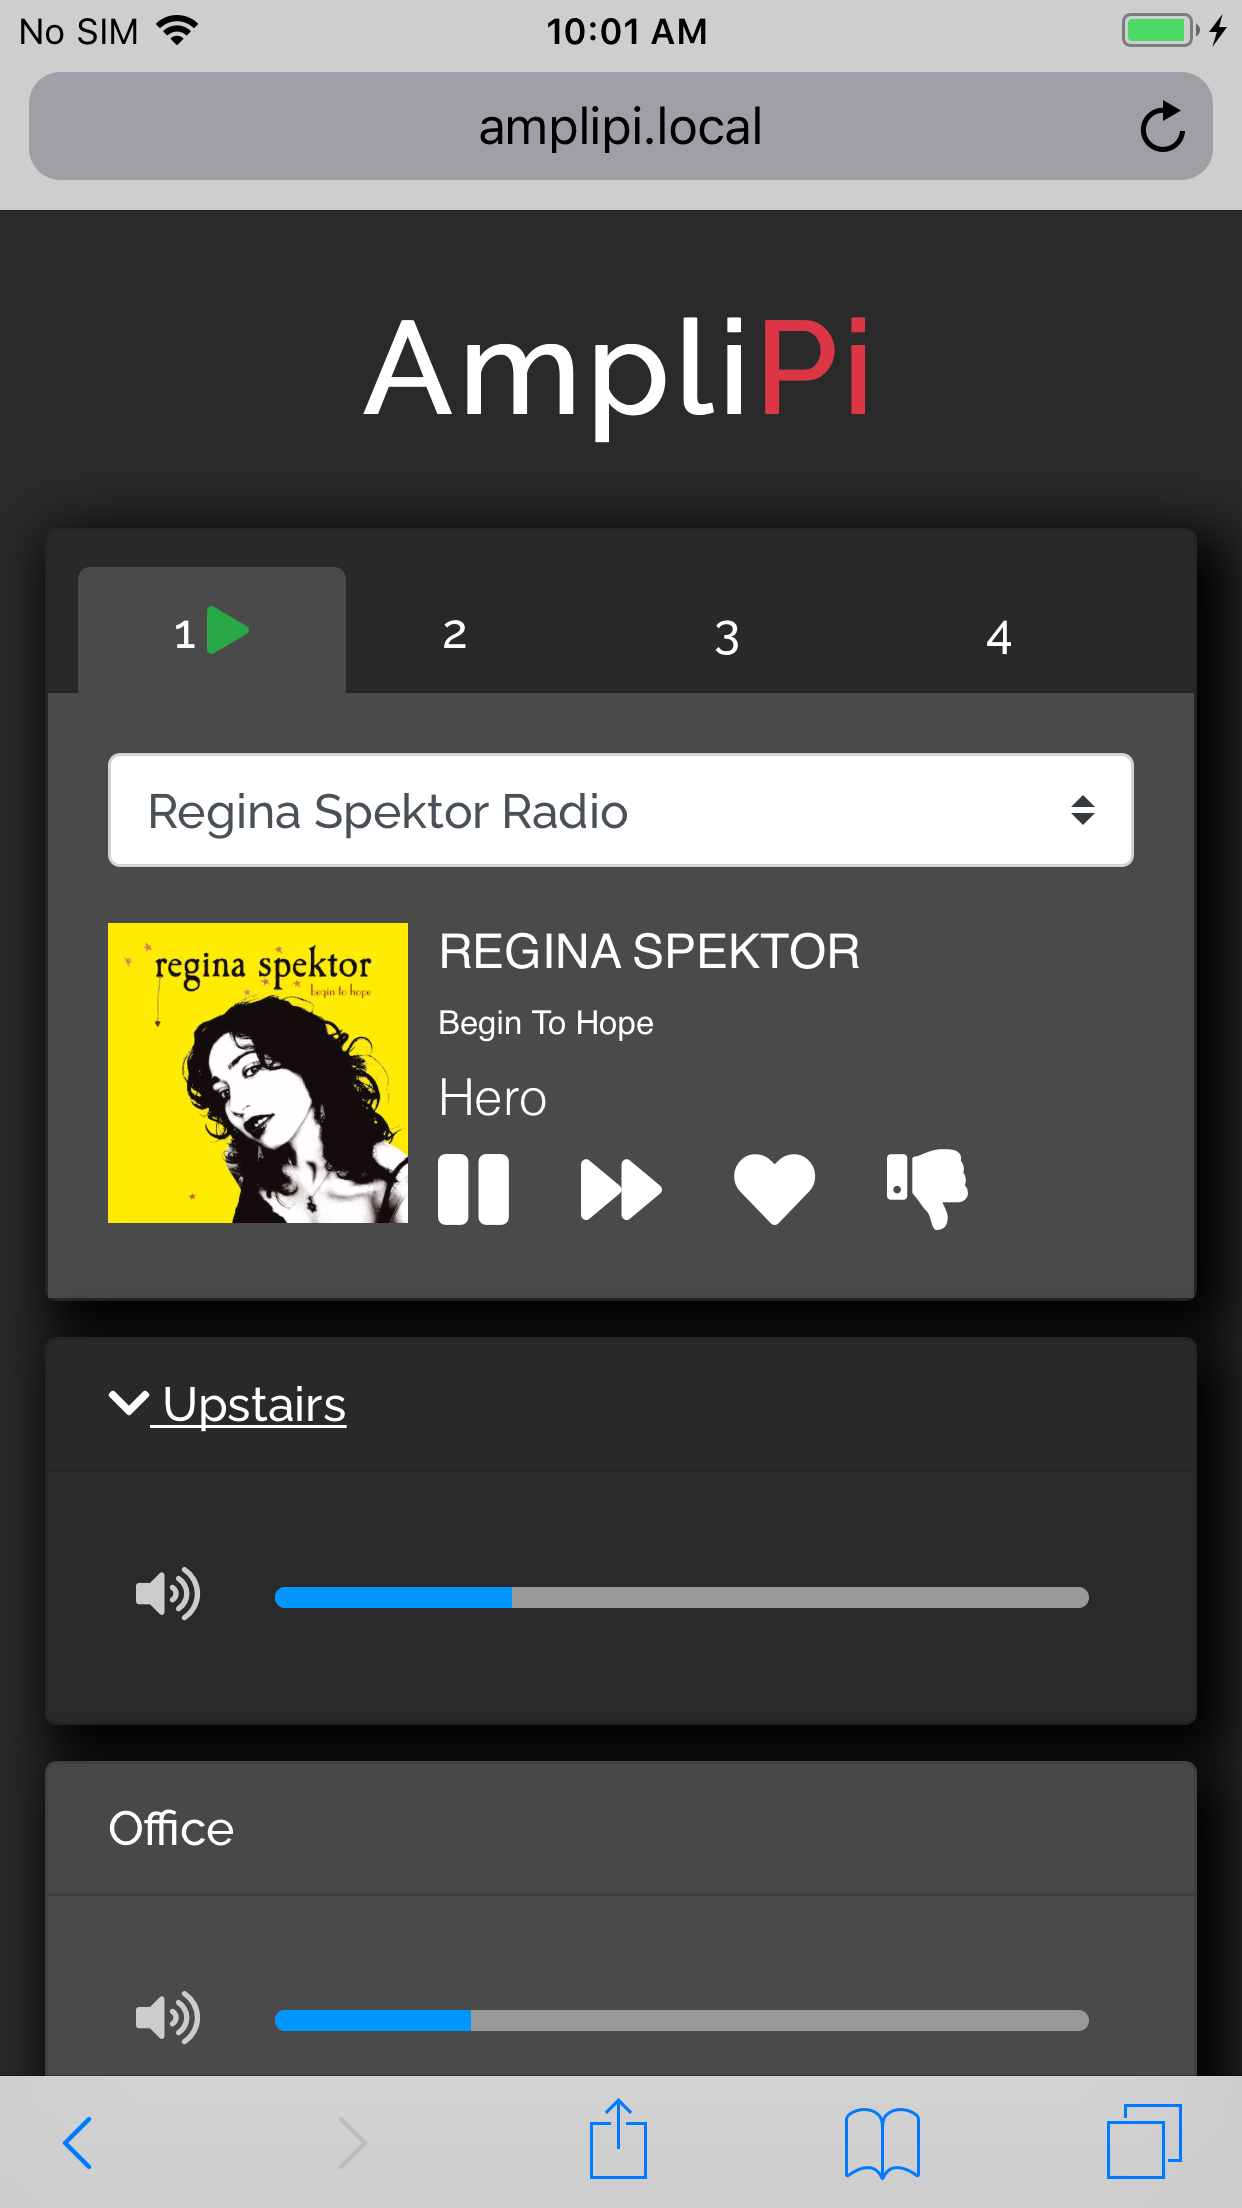 No SIM 10:01 AM
amplipi.local
AmpliPi
1 2 3 4
Regina Spektor Radio
regina spektor
begin to hope
REGINA SPEKTOR
Begin To Hope
Hero
Upstairs
Office